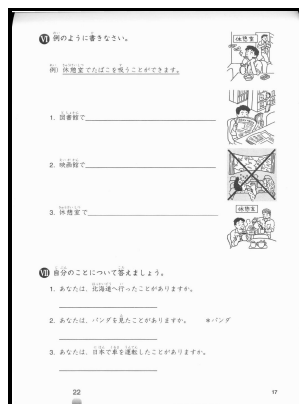 Ⅵ 例のように書きなさい。
休憩室
例) 休憩室でたばこを吸うことができます。
1. 図書館で
2. 映画館で
3. 休憩室で
休憩室
Ⅶ 自分のことについて答えましょう。
1. あなたは、北海道へ行ったことがありますか。
2. あなたは、パンダを見たことがありますか。 *パンダ
3. あなたは、日本で車を運転したことがありますか。
22
17